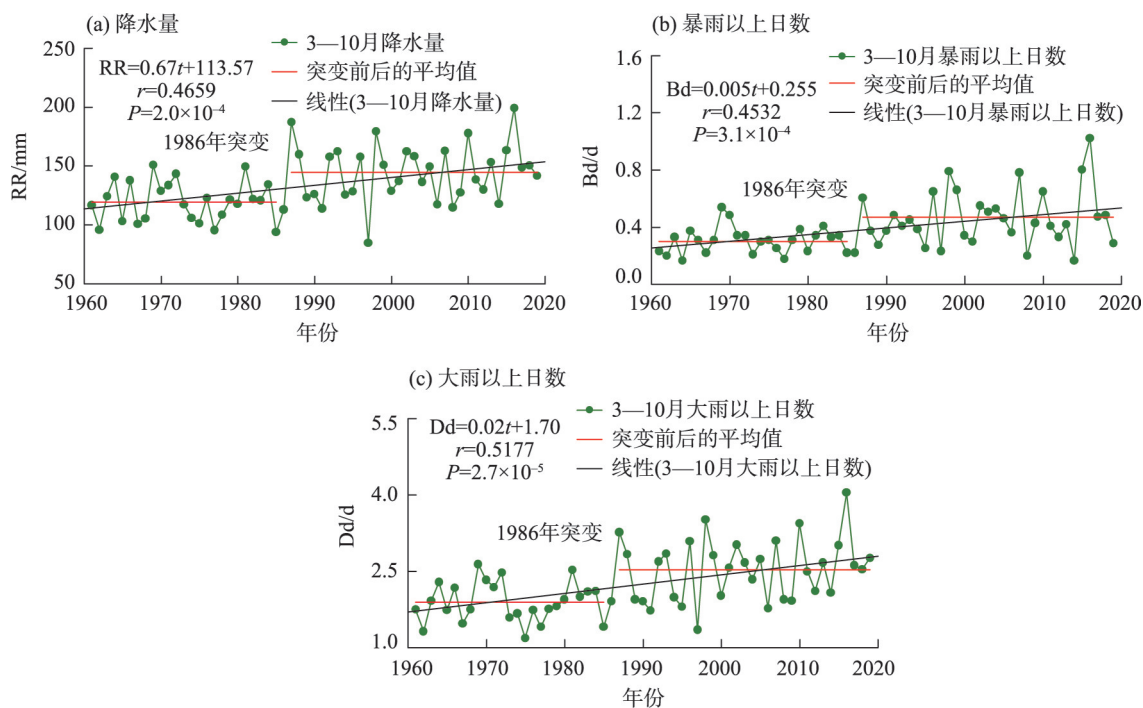 (a) 降水量
3—10月降水量
突变前后的平均值
线性(3—10月降水量)
RR=0.67t+113.57
r=0.4659
P=2.0×10⁻⁴
1986年突变
RR/mm
250
200
150
100
50
1960 1970 1980 1990 2000 2010 2020
年份
(b) 暴雨以上日数
3—10月暴雨以上日数
突变前后的平均值
线性(3—10月暴雨以上日数)
Bd=0.005t+0.255
r=0.4532
P=3.1×10⁻⁴
1986年突变
Bd/d
1.6
1.2
0.8
0.4
0.0
1960 1970 1980 1990 2000 2010 2020
年份
(c) 大雨以上日数
3—10月大雨以上日数
突变前后的平均值
线性(3—10月大雨以上日数)
Dd=0.02t+1.70
r=0.5177
P=2.7×10⁻⁵
1986年突变
Dd/d
5.5
4.0
2.5
1.0
1960 1970 1980 1990 2000 2010 2020
年份